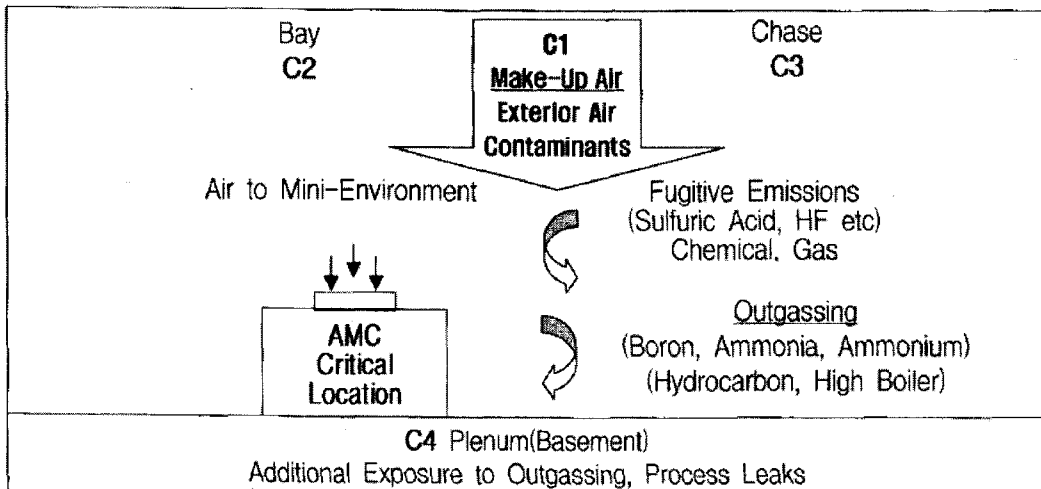 Bay
C2
C1
Make-Up Air
Exterior Air
Contaminants
Chase
C3
Air to Mini-Environment
Fugitive Emissions
(Sulfuric Acid, HF etc)
Chemical, Gas
AMC
Critical
Location
Outgassing
(Boron, Ammonia, Ammonium)
(Hydrocarbon, High Boiler)
C4 Plenum(Basement)
Additional Exposure to Outgassing, Process Leaks